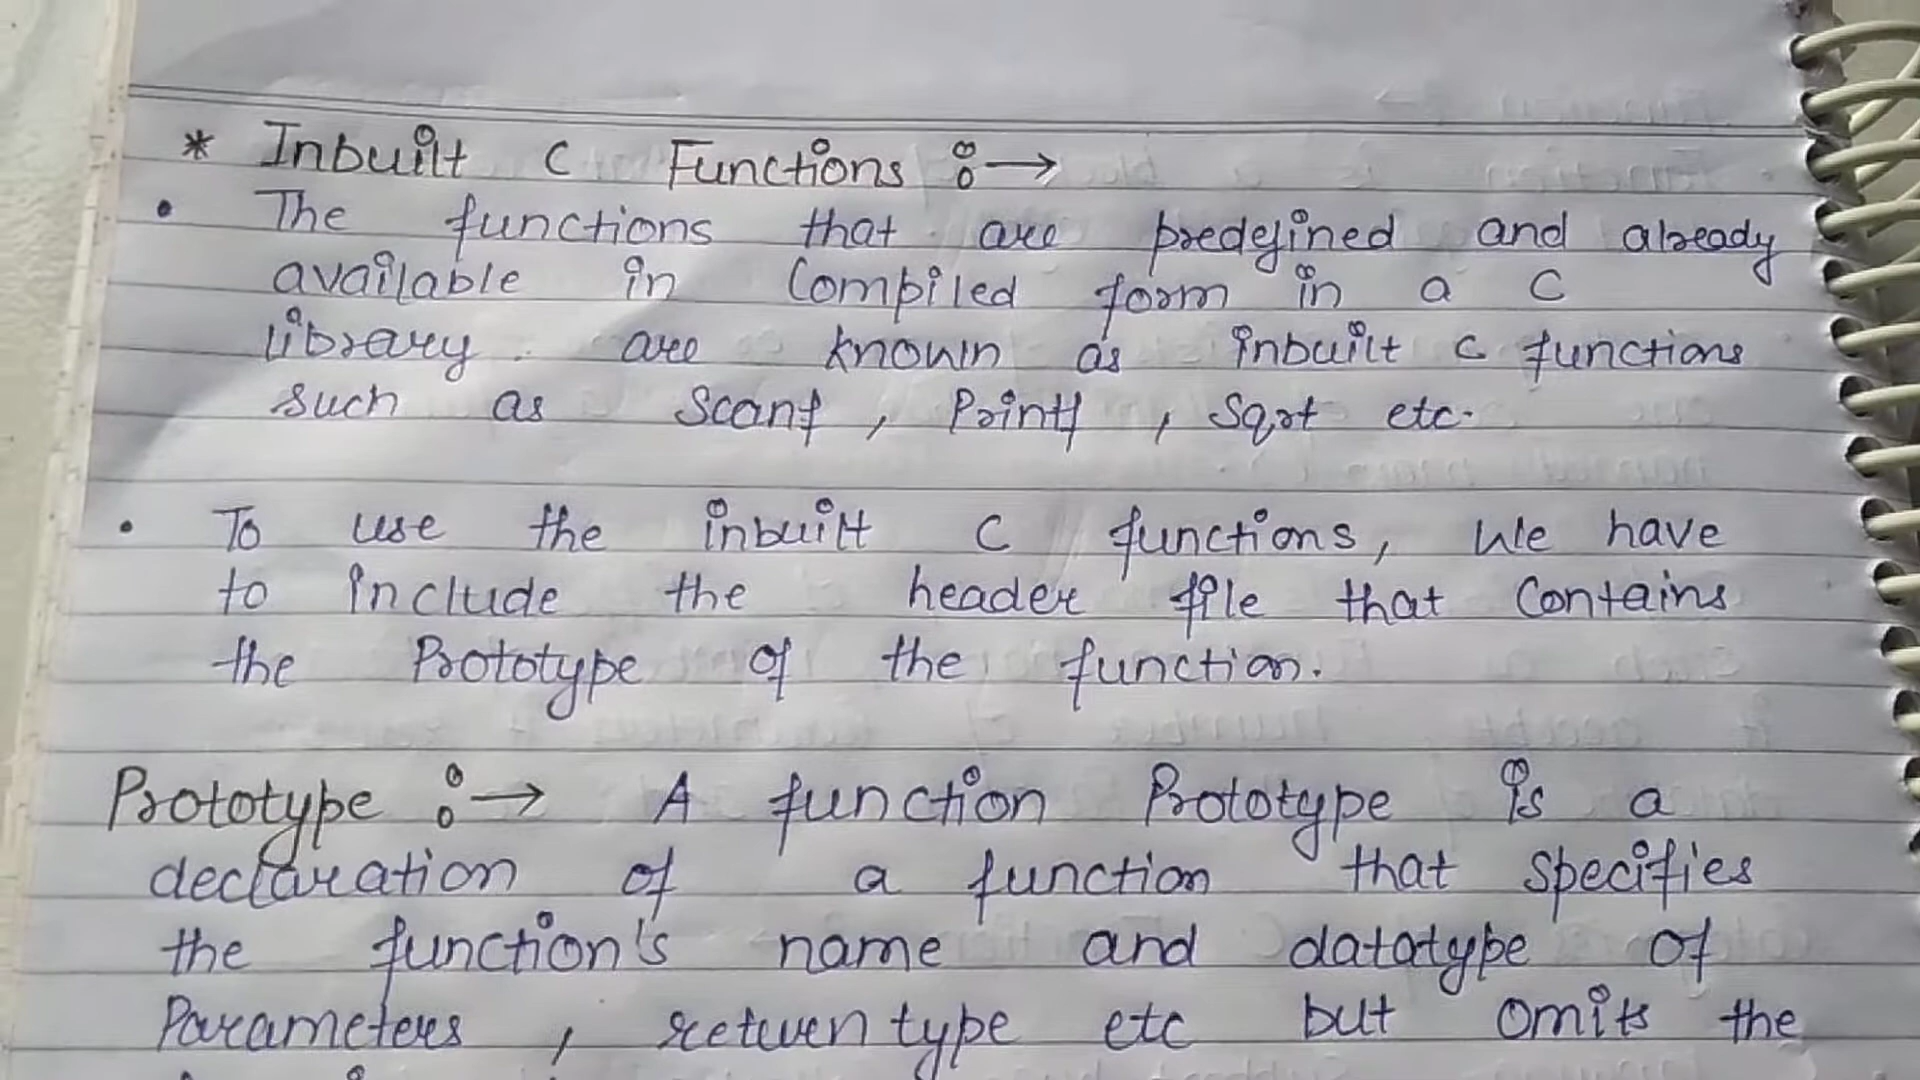 * Inbuilt C Functions :→
• The functions that are predefined and already
available in Compiled form in a C
library are known as inbuilt C functions
such as Scanf , Printf , Sqrt etc.
• To use the inbuilt C functions, We have
to include the header file that Contains
the Prototype of the function.
Prototype :→ A function Prototype is a
declaration of a function that specifies
the function's name and datatype of
Parameters , return type etc but omits the